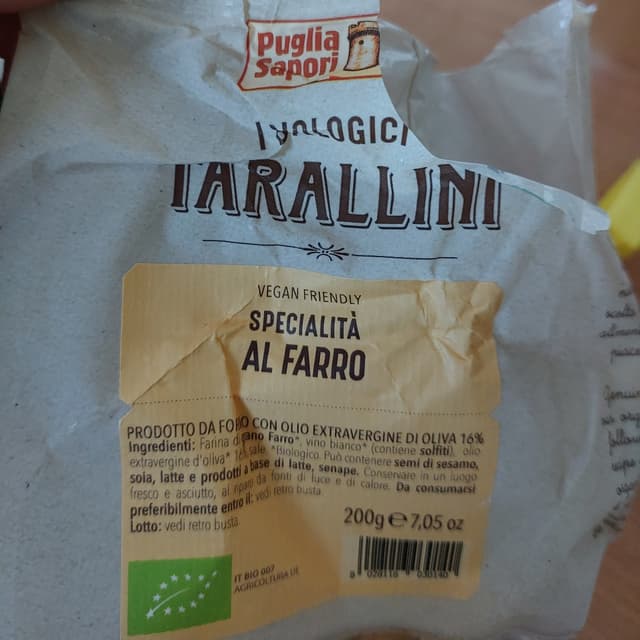 Puglia
Sapori
I BIOLOGICI
TARALLINI
VEGAN FRIENDLY
SPECIALITÀ
AL FARRO
PRODOTTO DA FORNO CON OLIO EXTRAVERGINE DI OLIVA 16%
Ingredienti: Farina di grano Farro*, vino bianco* (contiene solfiti), olio
extravergine d'oliva* 16%, sale. *Biologico. Può contenere semi di sesamo,
soia, latte e prodotti a base di latte, senape. Conservare in un luogo
fresco e asciutto, al riparo da fonti di luce e di calore. Da consumarsi
preferibilmente entro il: vedi retro busta.
Lotto: vedi retro busta.
200g e 7,05 oz
IT BIO 007
AGRICOLTURA UE
8 028116 030140